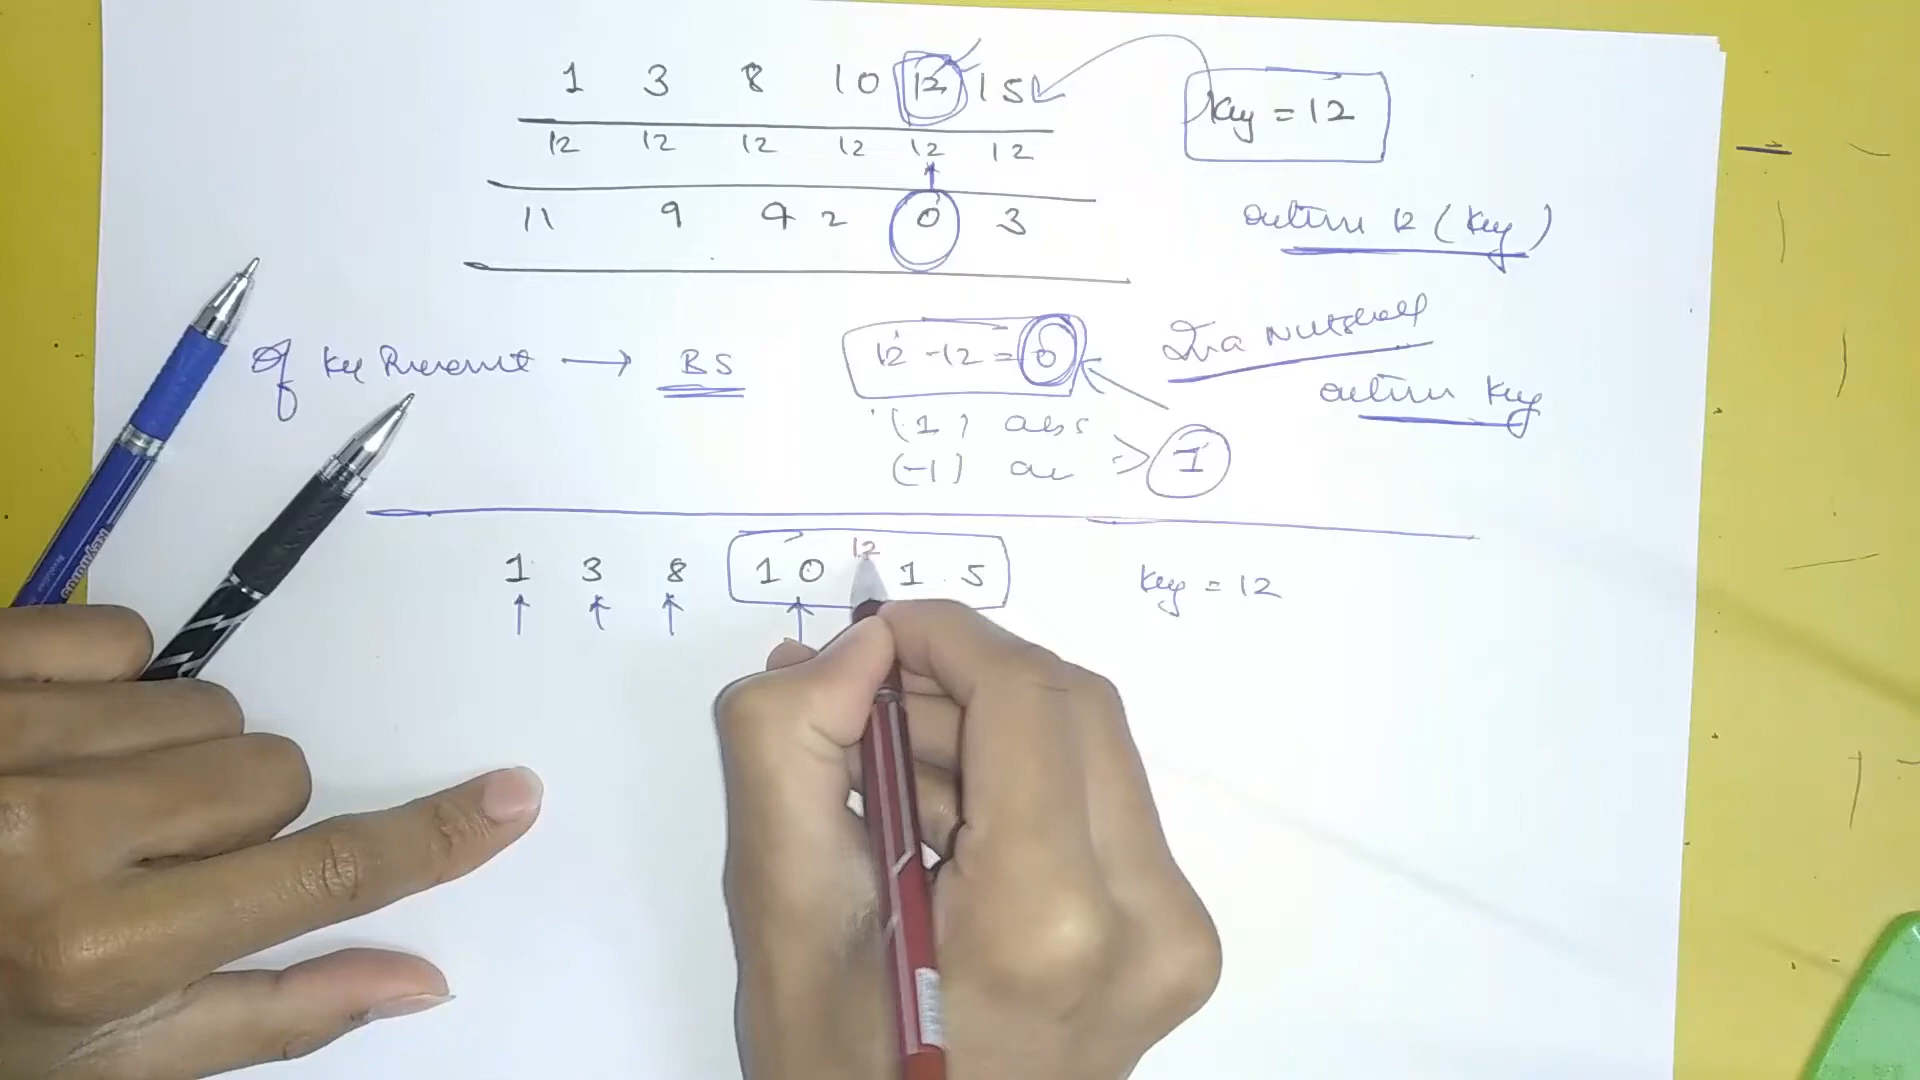 1 3 8 10 12 15
key = 12
12 12 12 12 12 12
11 9 4 2 0 3
return 12 (key)
If key Present → BS
12 - 12 = 0
In a Nutshell
return key
(1) abs
(-1) => 1
1 3 8 10 12 15
key = 12